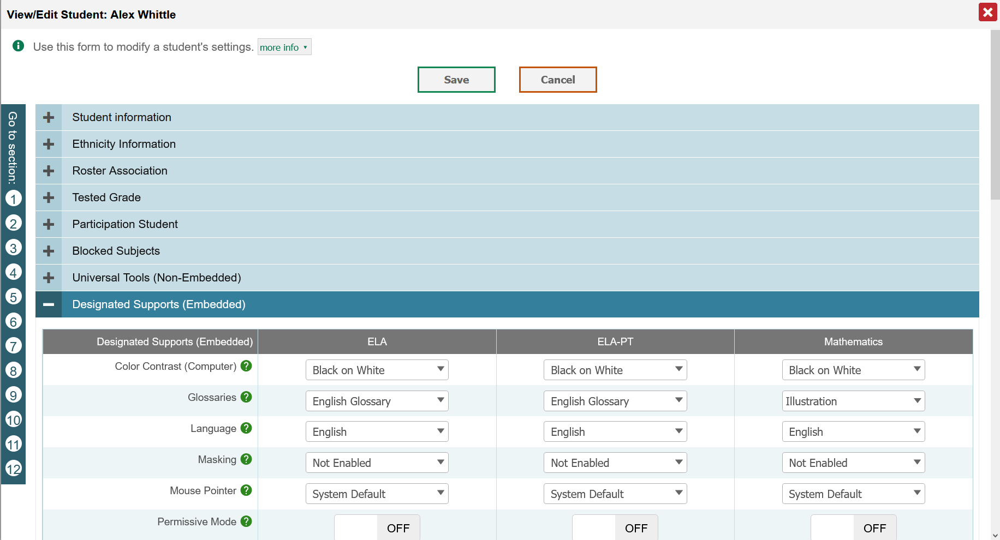 View/Edit Student: Alex Whittle
Use this form to modify a student's settings. more info
Save Cancel
Go to section:
1
2
3
4
5
6
7
8
9
10
11
12
Student information
Ethnicity Information
Roster Association
Tested Grade
Participation Student
Blocked Subjects
Universal Tools (Non-Embedded)
Designated Supports (Embedded)
Designated Supports (Embedded) ELA ELA-PT Mathematics
Color Contrast (Computer) ? Black on White Black on White Black on White
Glossaries ? English Glossary English Glossary Illustration
Language ? English English English
Masking ? Not Enabled Not Enabled Not Enabled
Mouse Pointer ? System Default System Default System Default
Permissive Mode ? OFF OFF OFF